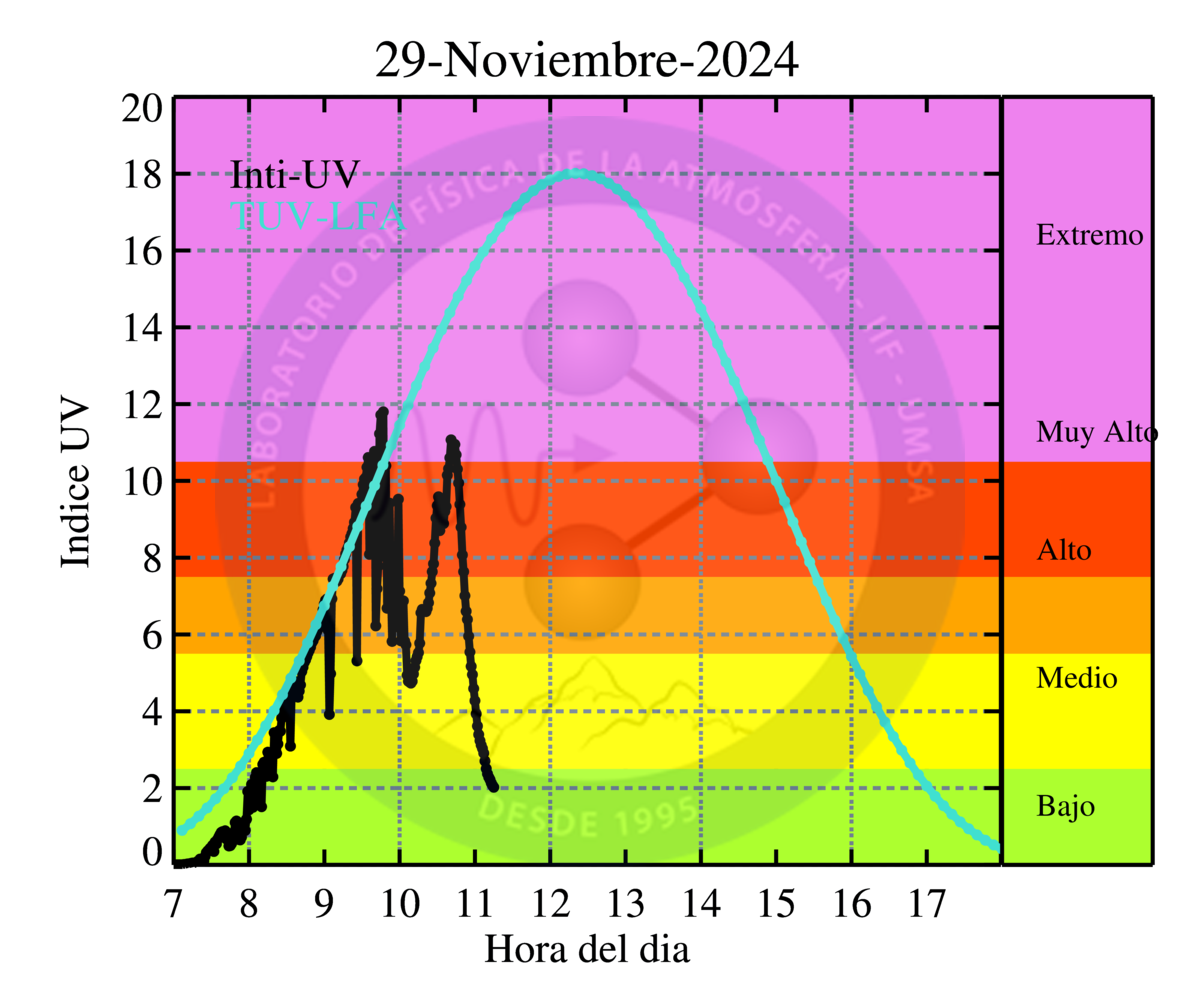 29-Noviembre-2024
Inti-UV
TUV-LFA
Indice UV
20
18
16
14
12
10
8
6
4
2
0
7 8 9 10 11 12 13 14 15 16 17
Hora del dia
Extremo
Muy Alto
Alto
Medio
Bajo
LABORATORIO DE FÍSICA DE LA ATMÓSFERA - IIF - UMSA
DESDE 1995